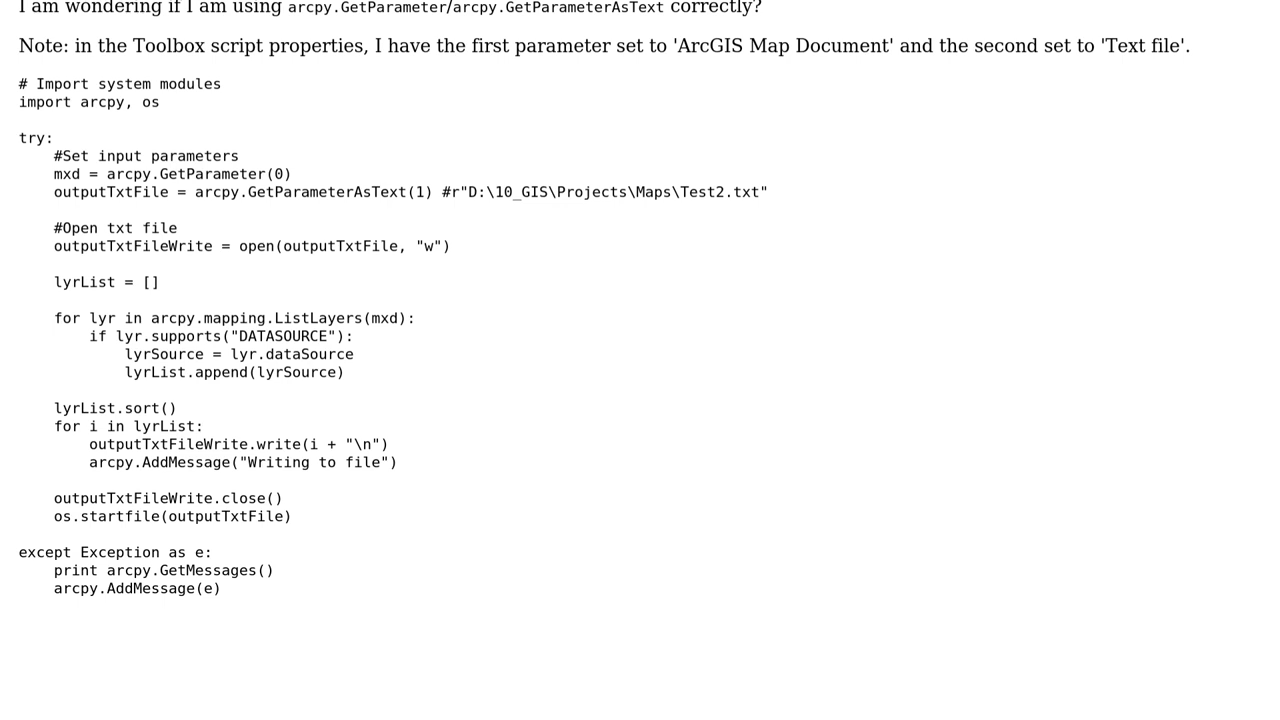 I am wondering if I am using arcpy.GetParameter/arcpy.GetParameterAsText correctly?
Note: in the Toolbox script properties, I have the first parameter set to 'ArcGIS Map Document' and the second set to 'Text file'.
# Import system modules
import arcpy, os
try:
    #Set input parameters
    mxd = arcpy.GetParameter(0)
    outputTxtFile = arcpy.GetParameterAsText(1) #r"D:\10_GIS\Projects\Maps\Test2.txt"
    #Open txt file
    outputTxtFileWrite = open(outputTxtFile, "w")
    lyrList = []
    for lyr in arcpy.mapping.ListLayers(mxd):
        if lyr.supports("DATASOURCE"):
            lyrSource = lyr.dataSource
            lyrList.append(lyrSource)
    lyrList.sort()
    for i in lyrList:
        outputTxtFileWrite.write(i + "\n")
        arcpy.AddMessage("Writing to file")
    outputTxtFileWrite.close()
    os.startfile(outputTxtFile)
except Exception as e:
    print arcpy.GetMessages()
    arcpy.AddMessage(e)